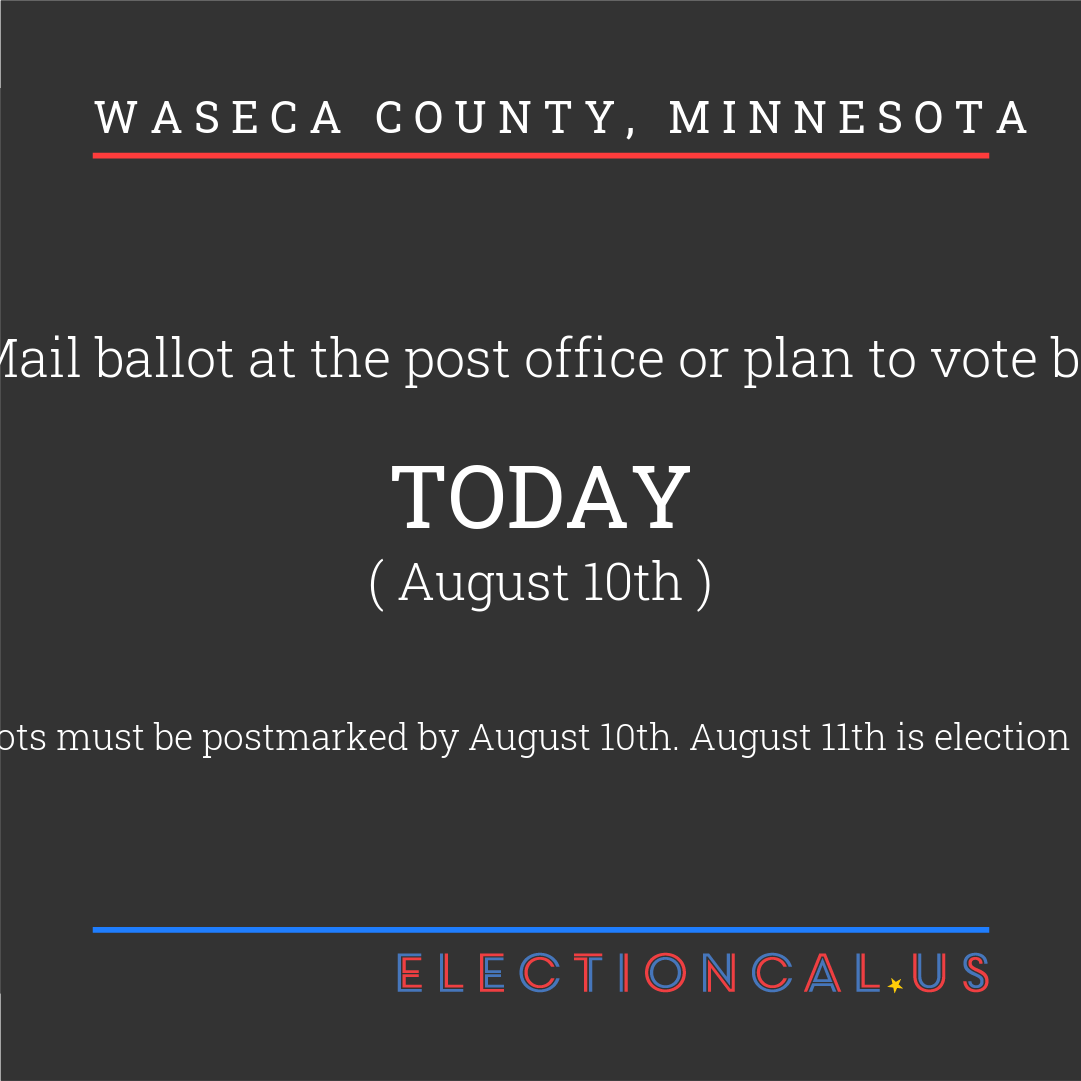 WASECA COUNTY, MINNESOTA
Mail ballot at the post office or plan to vote b
TODAY
( August 10th )
ots must be postmarked by August 10th. August 11th is election
ELECTIONCAL.US